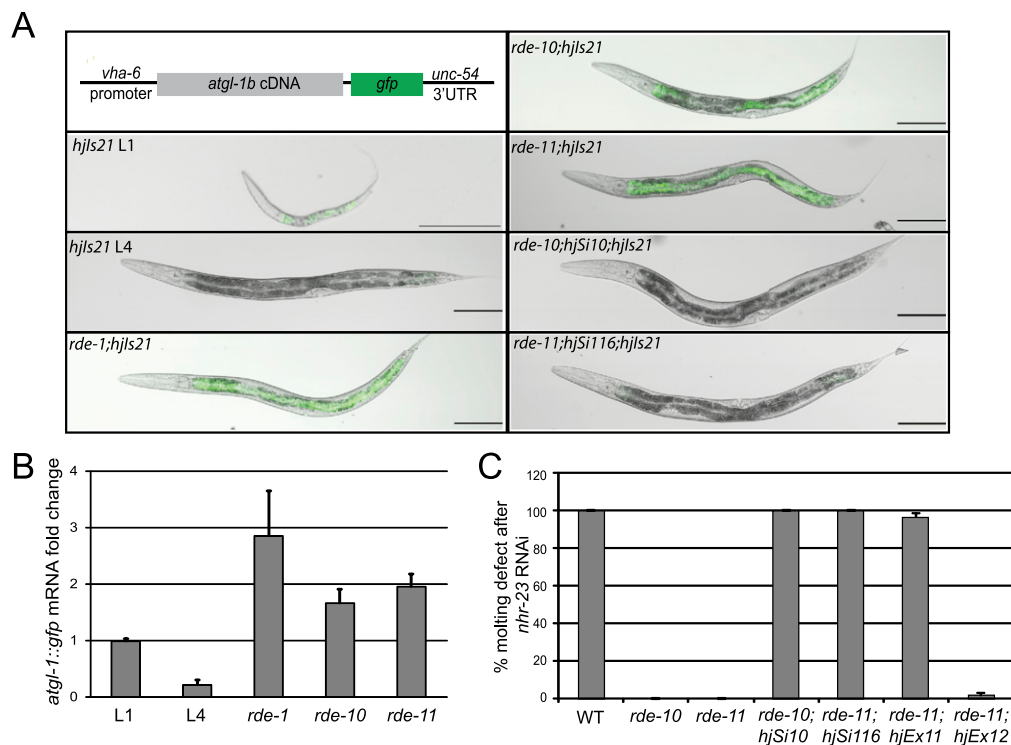 A
vha-6 promoter
atgl-1b cDNA
gfp
unc-54 3'UTR
hjIs21 L1
hjIs21 L4
rde-1;hjIs21
rde-10;hjIs21
rde-11;hjIs21
rde-10;hjSi10;hjIs21
rde-11;hjSi116;hjIs21
B
atgl-1::gfp mRNA fold change
4
3
2
1
0
L1
L4
rde-1
rde-10
rde-11
C
% molting defect after
nhr-23 RNAi
120
100
80
60
40
20
0
WT
rde-10
rde-11
rde-10;
hjSi10
rde-11;
hjSi116
rde-11;
hjEx11
rde-11;
hjEx12